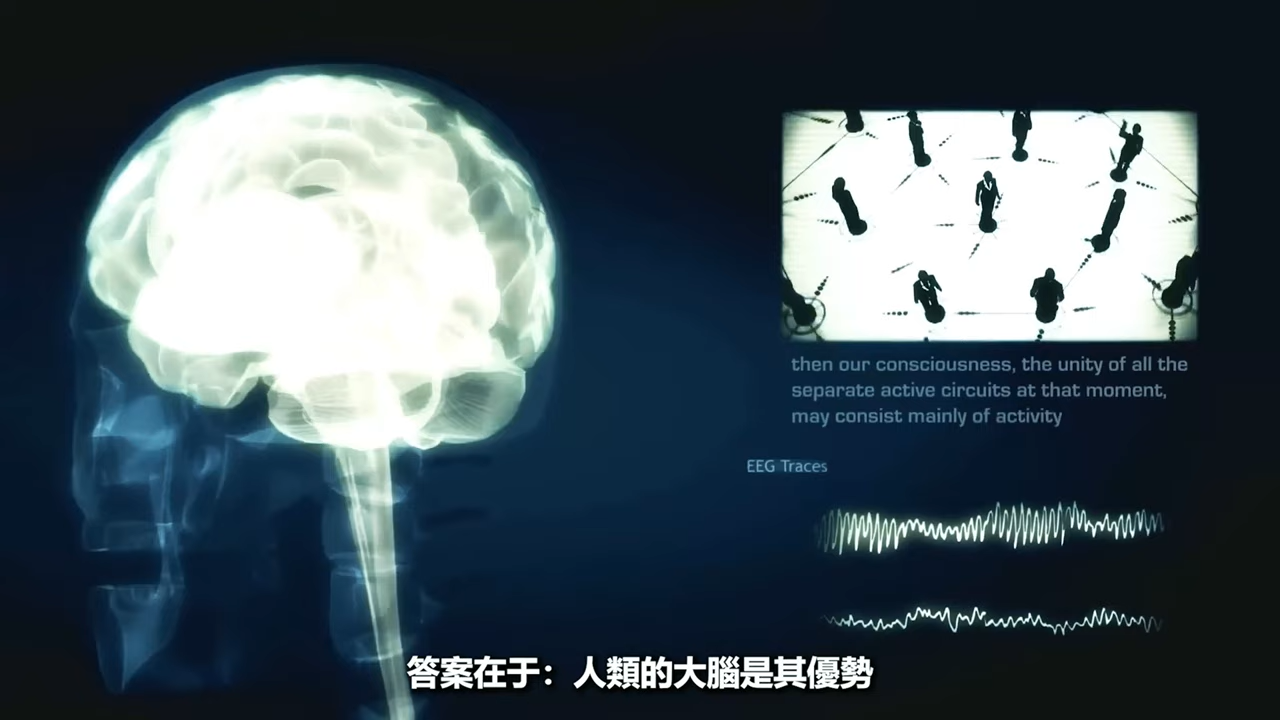 then our consciousness, the unity of all the
separate active circuits at that moment,
may consist mainly of activity
EEG Traces
答案在于：人類的大腦是其優勢